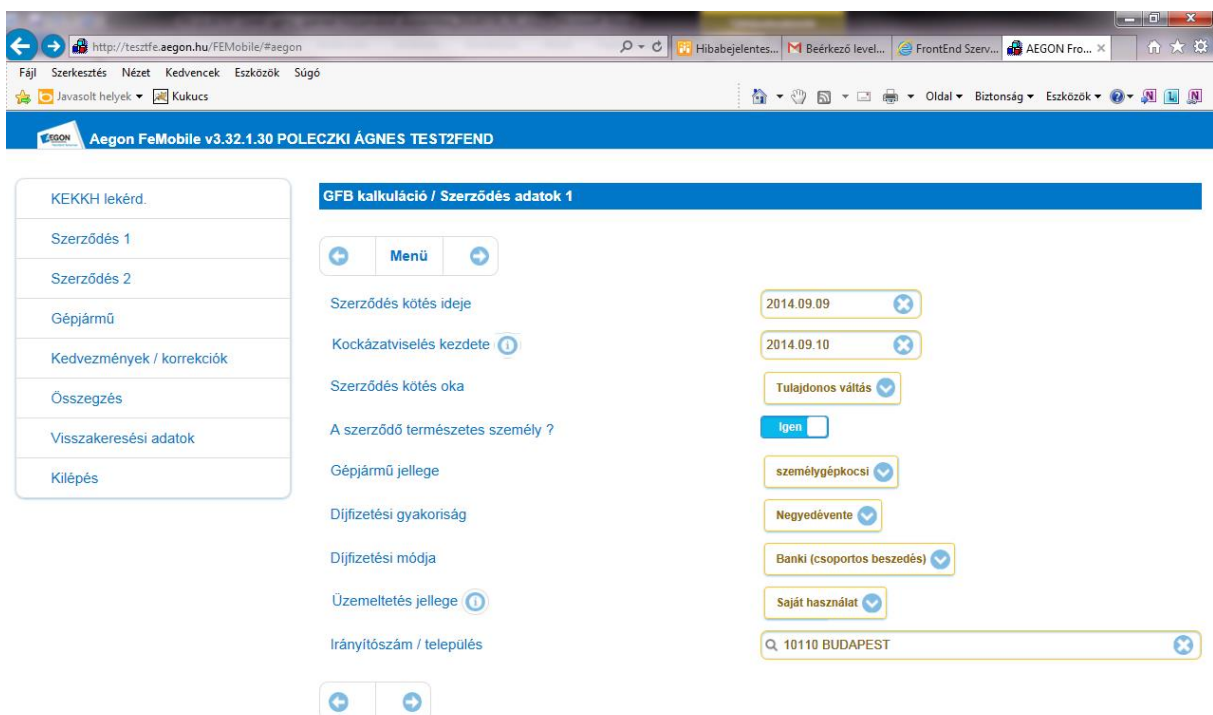 http://tesztfe.aegon.hu/FEMobile/#aegon
Hibabejelentes... Beérkező level... FrontEnd Szerv... AEGON Fro...
Fájl Szerkesztés Nézet Kedvencek Eszközök Súgó
Javasolt helyek Kukucs Oldal Biztonság Eszközök
AEGON Aegon FeMobile v3.32.1.30 POLECZKI ÁGNES TEST2FEND
KEKKH lekérd.
Szerződés 1
Szerződés 2
Gépjármű
Kedvezmények / korrekciók
Összegzés
Visszakeresési adatok
Kilépés
GFB kalkuláció / Szerződés adatok 1
Menü
Szerződés kötés ideje 2014.09.09
Kockázatviselés kezdete 2014.09.10
Szerződés kötés oka Tulajdonos váltás
A szerződő természetes személy ? Igen
Gépjármű jellege személygépkocsi
Díjfizetési gyakoriság Negyedévente
Díjfizetési módja Banki (csoportos beszedés)
Üzemeltetés jellege Saját használat
Irányítószám / település 10110 BUDAPEST